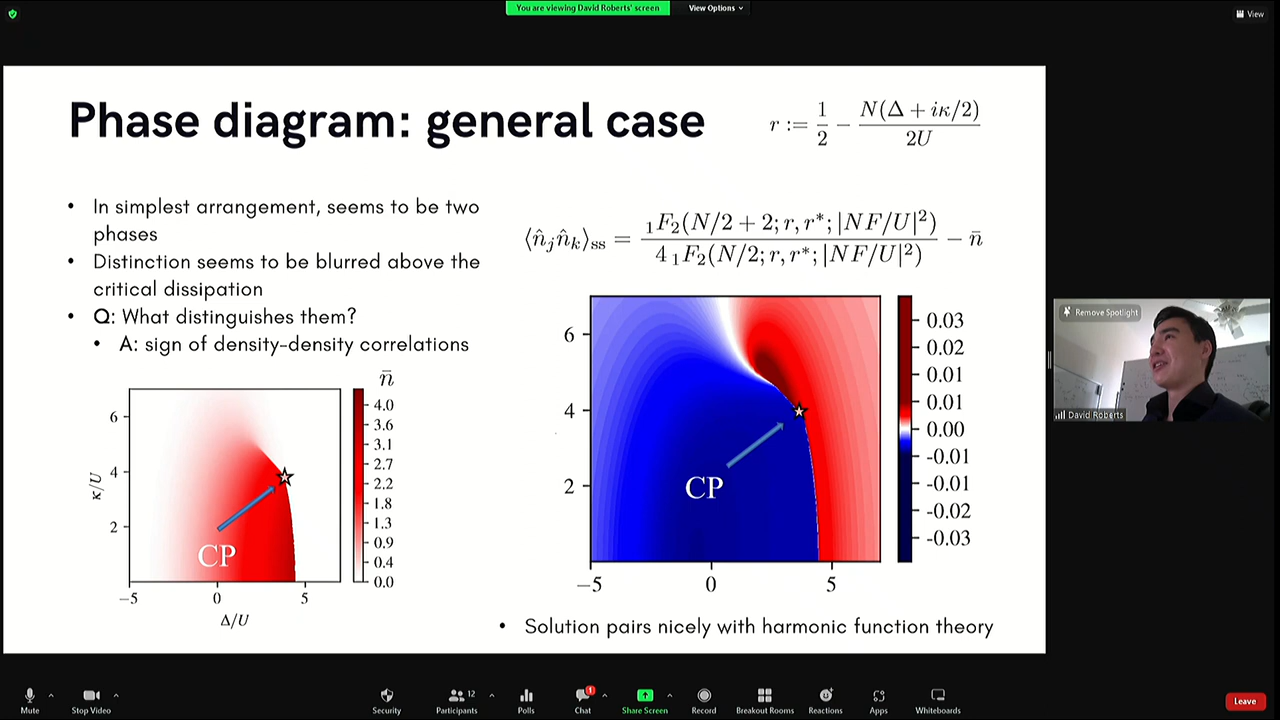 You are viewing David Roberts' screen
View Options
View
Phase diagram: general case
r := 1/2 − N(Δ + iκ/2)/2U
• In simplest arrangement, seems to be two
phases
• Distinction seems to be blurred above the
critical dissipation
• Q: What distinguishes them?
• A: sign of density-density correlations
⟨n̂ⱼn̂ₖ⟩ss = ₁F₂(N/2 + 2; r, r*; |NF/U|²) / 4 ₁F₂(N/2; r, r*; |NF/U|²) − n̄
n̄
4.0
3.6
3.1
2.7
2.2
1.8
1.3
0.9
0.4
0.0
6
4
2
κ/U
CP
−5
0
5
Δ/U
6
4
2
CP
−5
0
5
0.03
0.02
0.01
0.01
0.00
-0.01
-0.01
-0.02
-0.03
• Solution pairs nicely with harmonic function theory
Remove Spotlight
David Roberts
Mute
Stop Video
Security
12
Participants
Polls
1
Chat
Share Screen
Record
Breakout Rooms
Reactions
Apps
Whiteboards
Leave